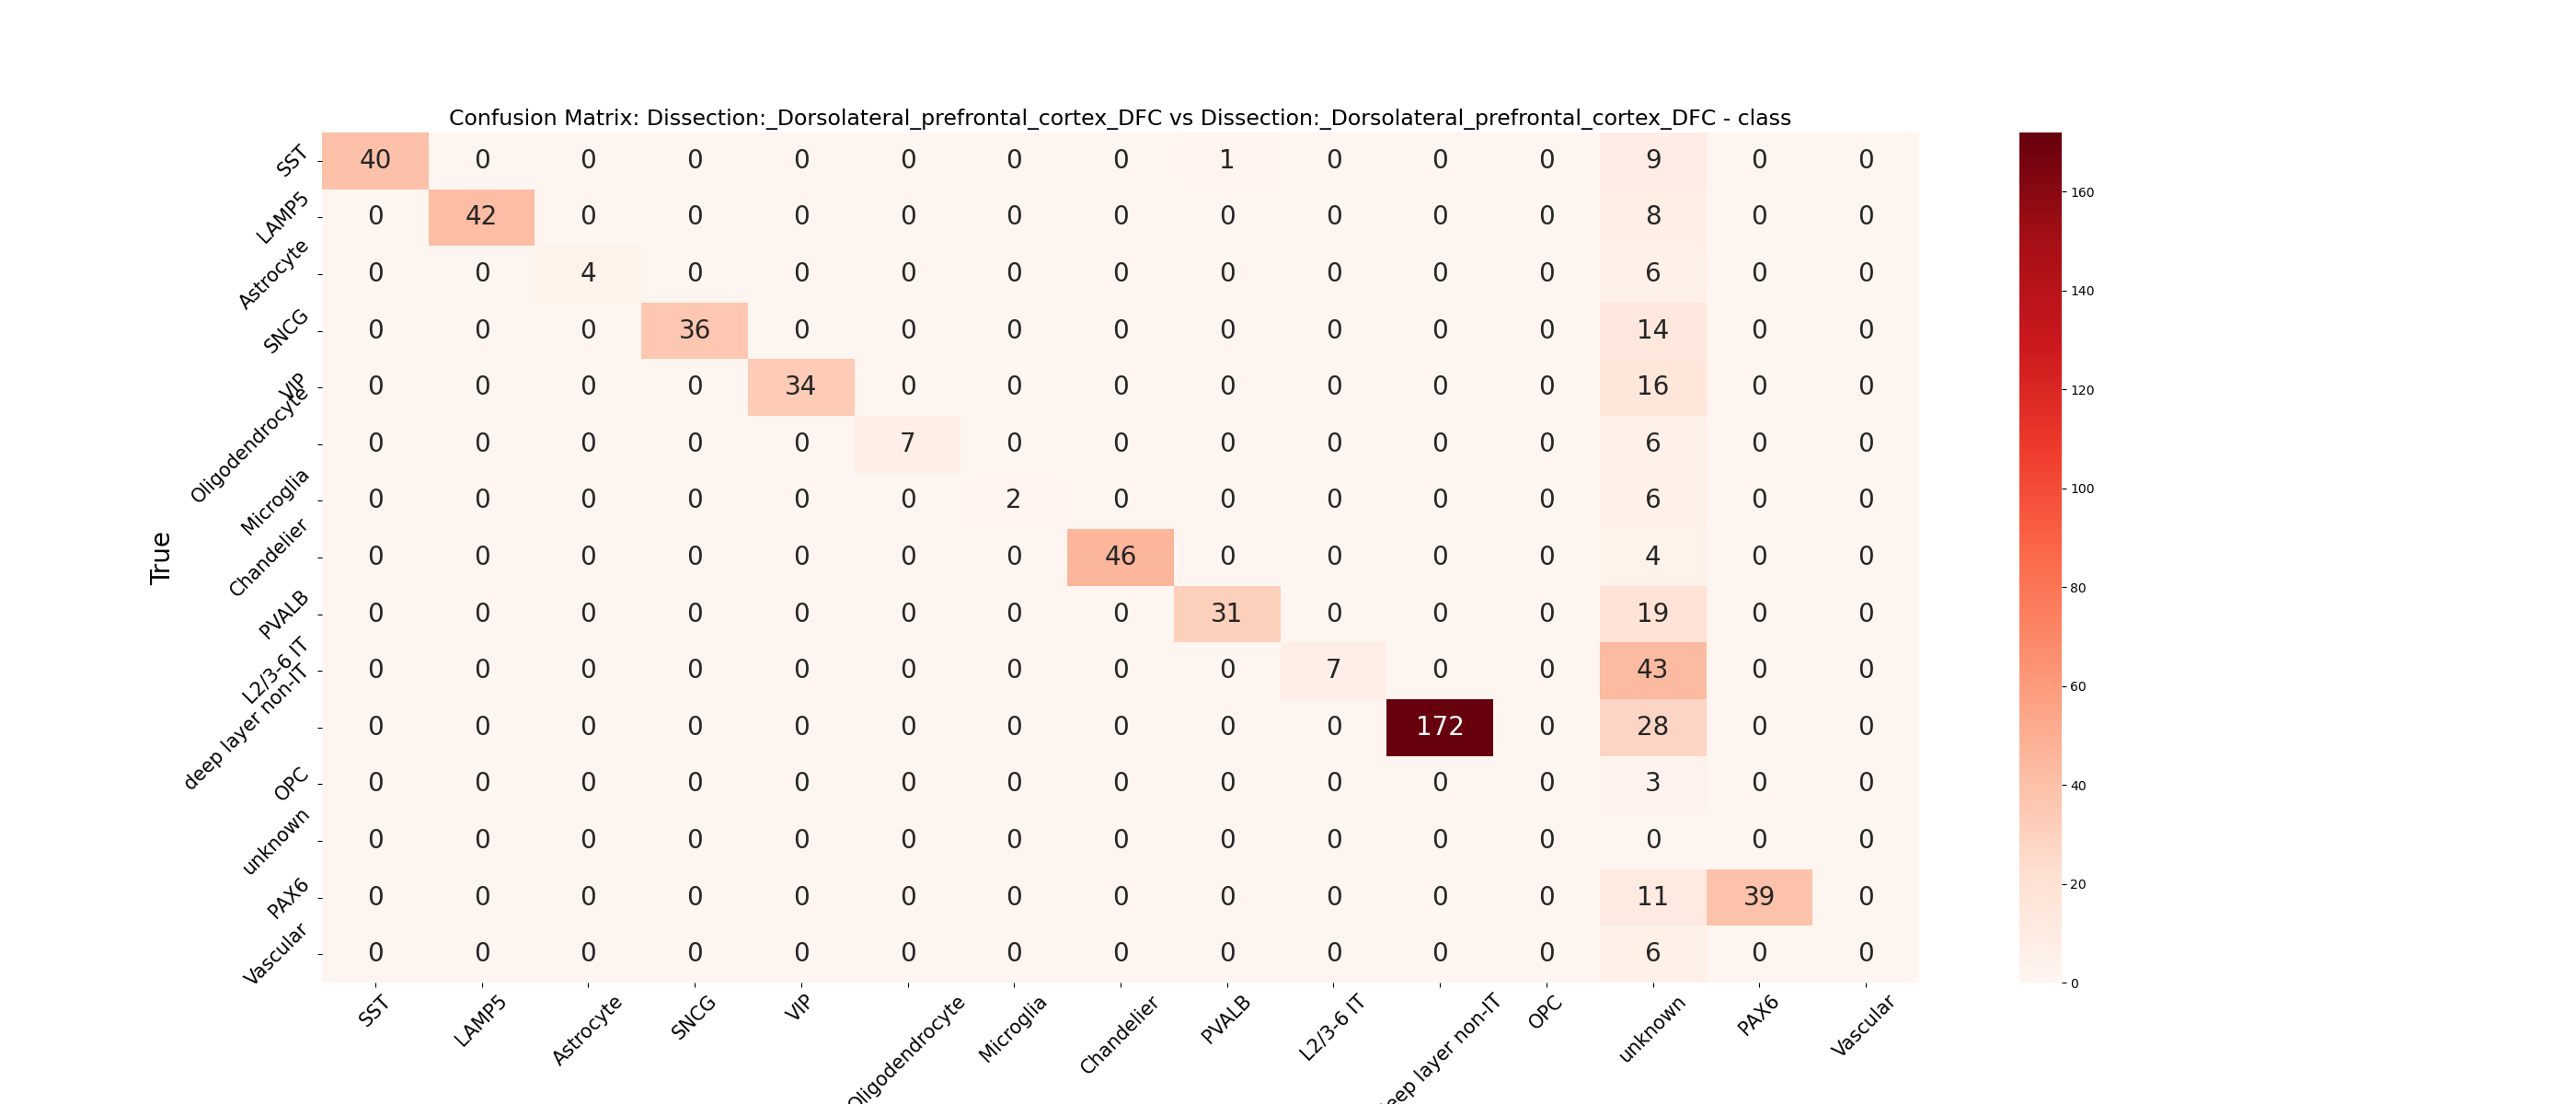 Confusion Matrix: Dissection:_Dorsolateral_prefrontal_cortex_DFC vs Dissection:_Dorsolateral_prefrontal_cortex_DFC - class
True
SST 40 0 0 0 0 0 0 0 1 0 0 0 9 0 0
LAMP5 0 42 0 0 0 0 0 0 0 0 0 0 8 0 0
Astrocyte 0 0 4 0 0 0 0 0 0 0 0 0 6 0 0
SNCG 0 0 0 36 0 0 0 0 0 0 0 0 14 0 0
VIP 0 0 0 0 34 0 0 0 0 0 0 0 16 0 0
Oligodendrocyte 0 0 0 0 0 7 0 0 0 0 0 0 6 0 0
Microglia 0 0 0 0 0 0 2 0 0 0 0 0 6 0 0
Chandelier 0 0 0 0 0 0 0 46 0 0 0 0 4 0 0
PVALB 0 0 0 0 0 0 0 0 31 0 0 0 19 0 0
L2/3-6 IT 0 0 0 0 0 0 0 0 0 7 0 0 43 0 0
deep layer non-IT 0 0 0 0 0 0 0 0 0 0 172 0 28 0 0
OPC 0 0 0 0 0 0 0 0 0 0 0 0 3 0 0
unknown 0 0 0 0 0 0 0 0 0 0 0 0 0 0 0
PAX6 0 0 0 0 0 0 0 0 0 0 0 0 11 39 0
Vascular 0 0 0 0 0 0 0 0 0 0 0 0 6 0 0
SST LAMP5 Astrocyte SNCG VIP Oligodendrocyte Microglia Chandelier PVALB L2/3-6 IT eep layer non-IT OPC unknown PAX6 Vascular
160
140
120
100
80
60
40
20
0